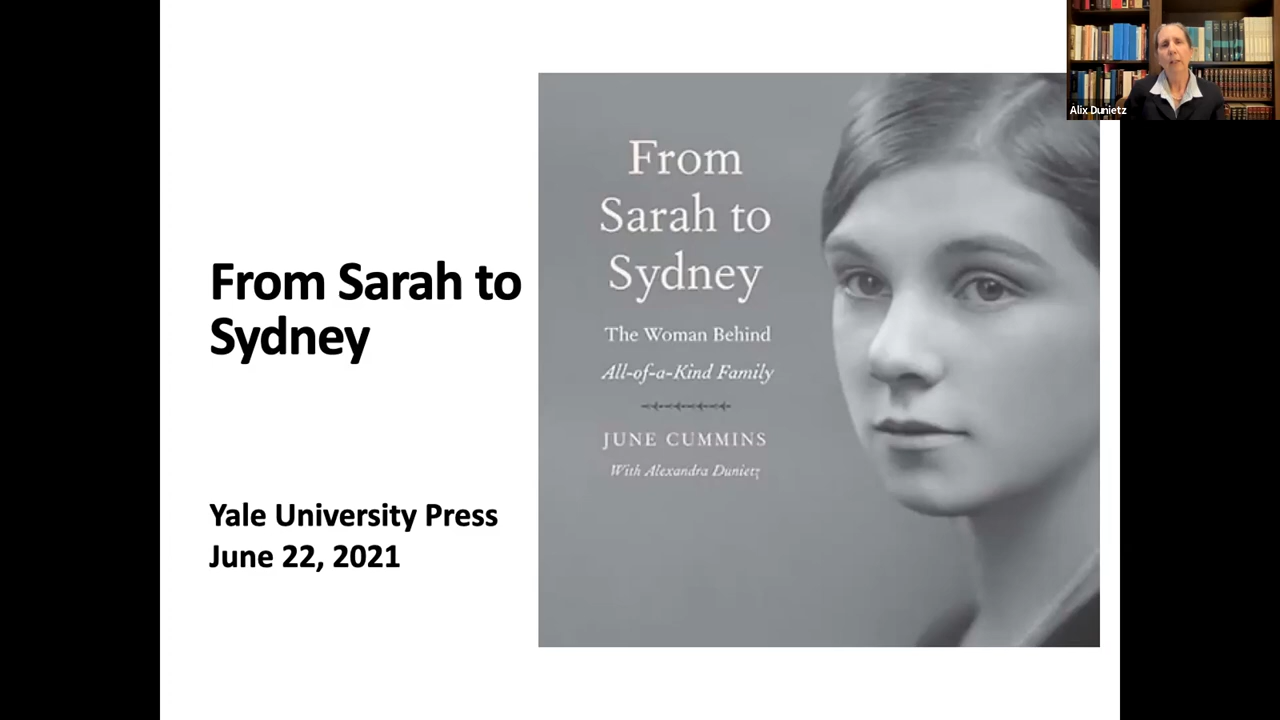 From Sarah to
Sydney
Yale University Press
June 22, 2021
From
Sarah to
Sydney
The Woman Behind
All-of-a-Kind Family
JUNE CUMMINS
With Alexandra Dunietz
Alix Dunietz